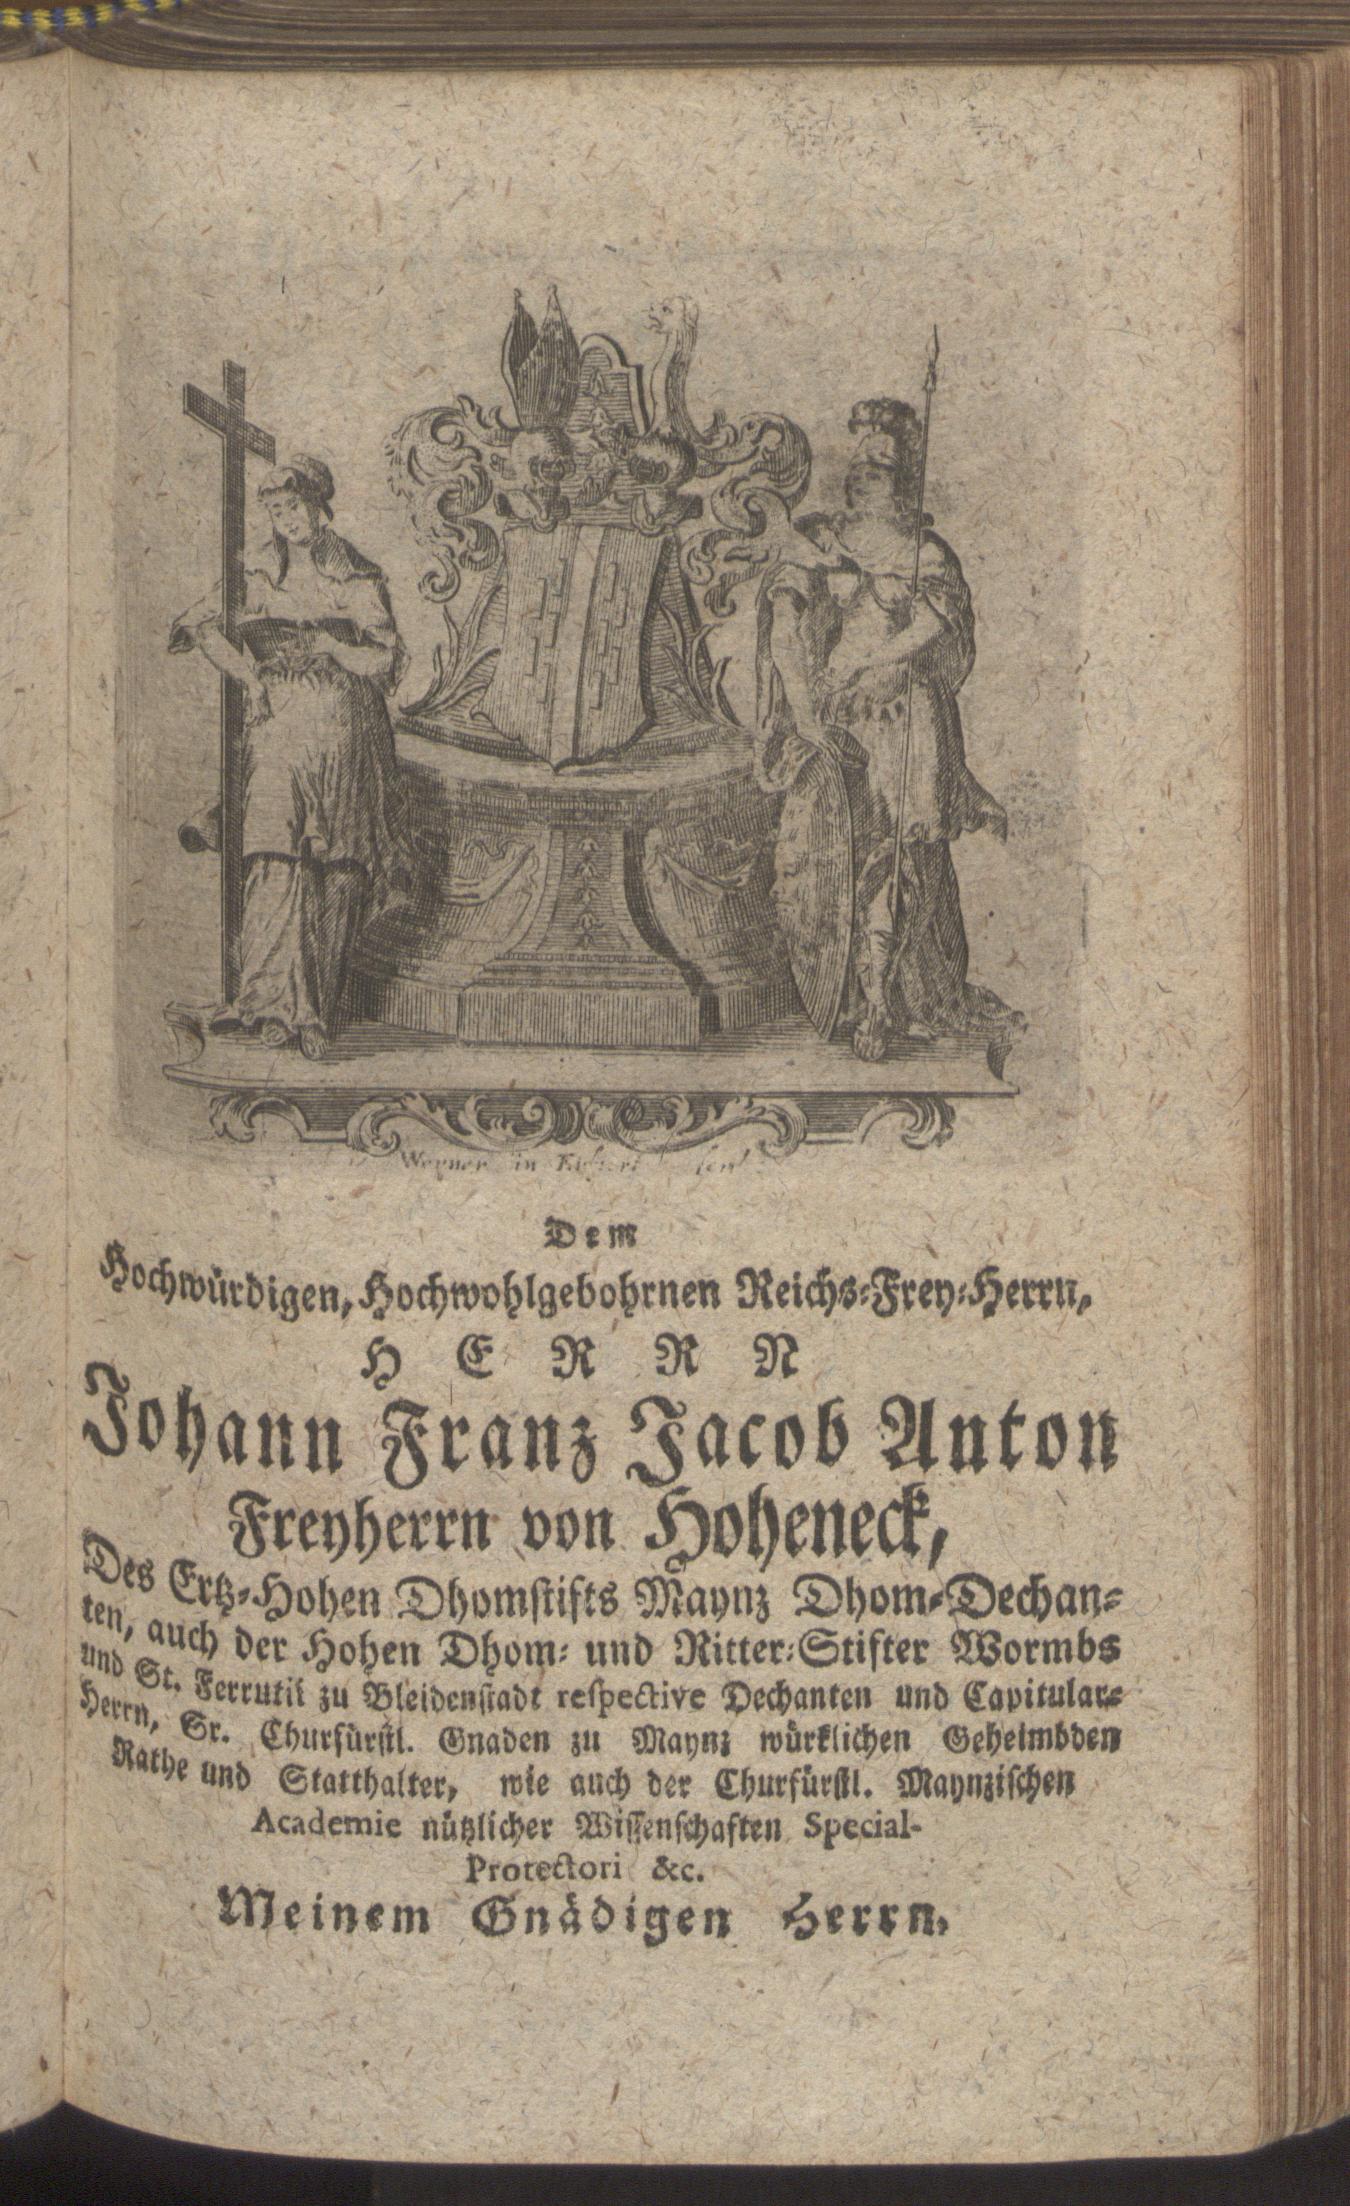 Werner in Erfurt
Dem
Hochwürdigen, Hochwohlgebohrnen Reichs-Frey-Herrn,
HERRN
Johann Franz Jacob Anton
Freyherrn von Hoheneck,
Des Ertz-Hohen Dhomstifts Maynz Dhom-Dechan-
ten, auch der Hohen Dhom- und Ritter-Stifter Wormbs
und St. Ferrutii zu Bleidenstadt respective Dechanten und Capitular-
Herrn, Sr. Churfürstl. Gnaden zu Maynz würklichen Geheimbden
Rathe und Statthalter, wie auch der Churfürstl. Maynzischen
Academie nützlicher Wissenschaften Special-
Protectori &c.
Meinem Gnädigen Herrn.